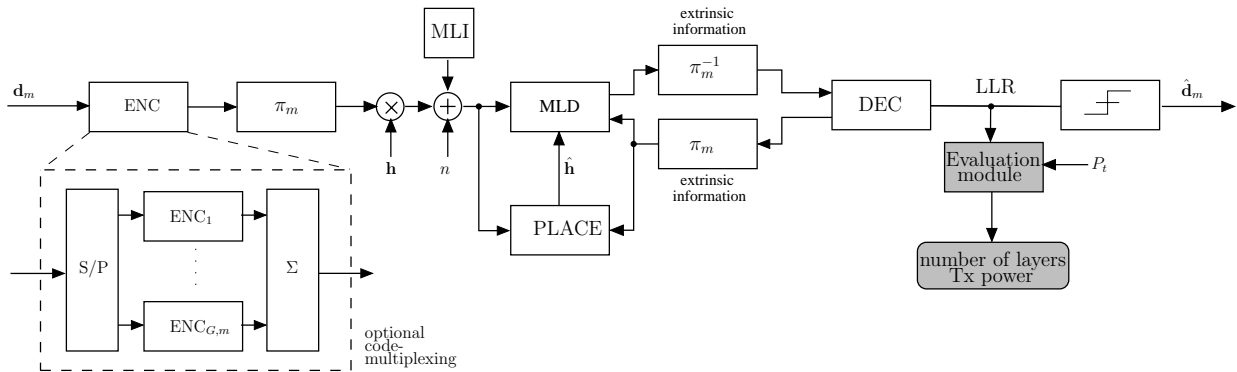 d_m
ENC
π_m
h
n
MLI
MLD
ĥ
PLACE
extrinsic
information
π_m^{-1}
π_m
extrinsic
information
DEC
LLR
d̂_m
Evaluation
module
P_t
number of layers
Tx power
S/P
ENC_1
ENC_{G,m}
Σ
optional
code-
multiplexing